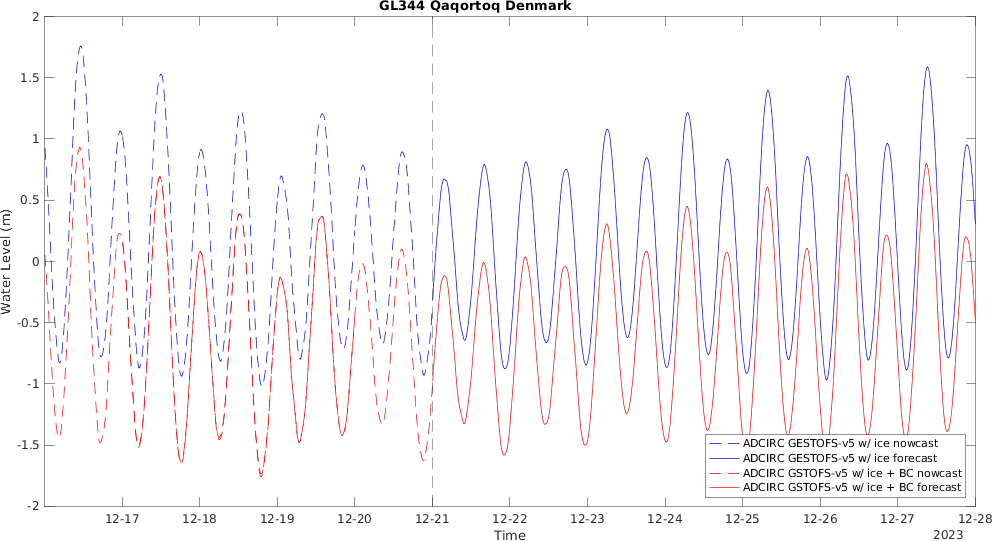 GL344 Qaqortoq Denmark
Water Level (m)
2
1.5
1
0.5
0
-0.5
-1
-1.5
-2
12-17 12-18 12-19 12-20 12-21 12-22 12-23 12-24 12-25 12-26 12-27 12-28
Time
2023
ADCIRC GESTOFS-v5 w/ ice nowcast
ADCIRC GESTOFS-v5 w/ ice forecast
ADCIRC GSTOFS-v5 w/ ice + BC nowcast
ADCIRC GSTOFS-v5 w/ ice + BC forecast